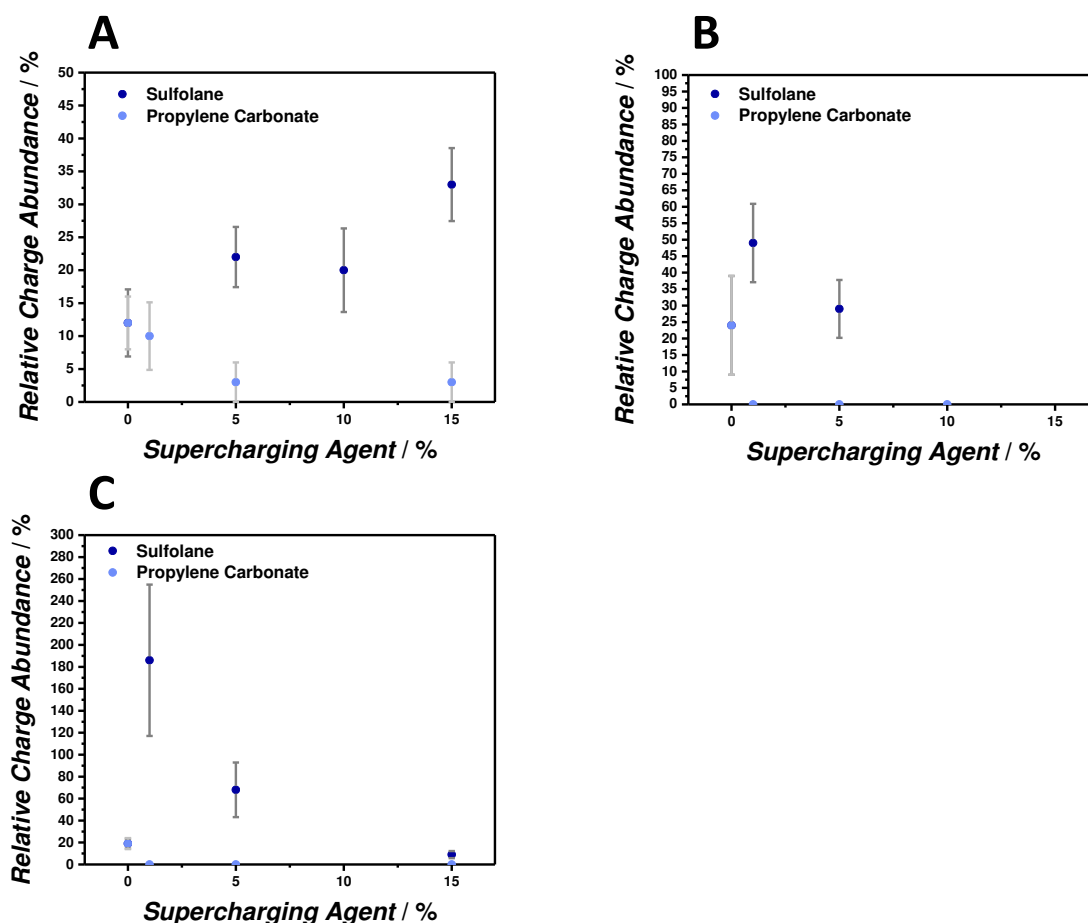 A
Relative Charge Abundance / %
50
45
40
35
30
25
20
15
10
5
0
Sulfolane
Propylene Carbonate
0 5 10 15
Supercharging Agent / %
B
Relative Charge Abundance / %
100
95
90
85
80
75
70
65
60
55
50
45
40
35
30
25
20
15
10
5
0
Sulfolane
Propylene Carbonate
0 5 10 15
Supercharging Agent / %
C
Relative Charge Abundance / %
300
280
260
240
220
200
180
160
140
120
100
80
60
40
20
0
Sulfolane
Propylene Carbonate
0 5 10 15
Supercharging Agent / %